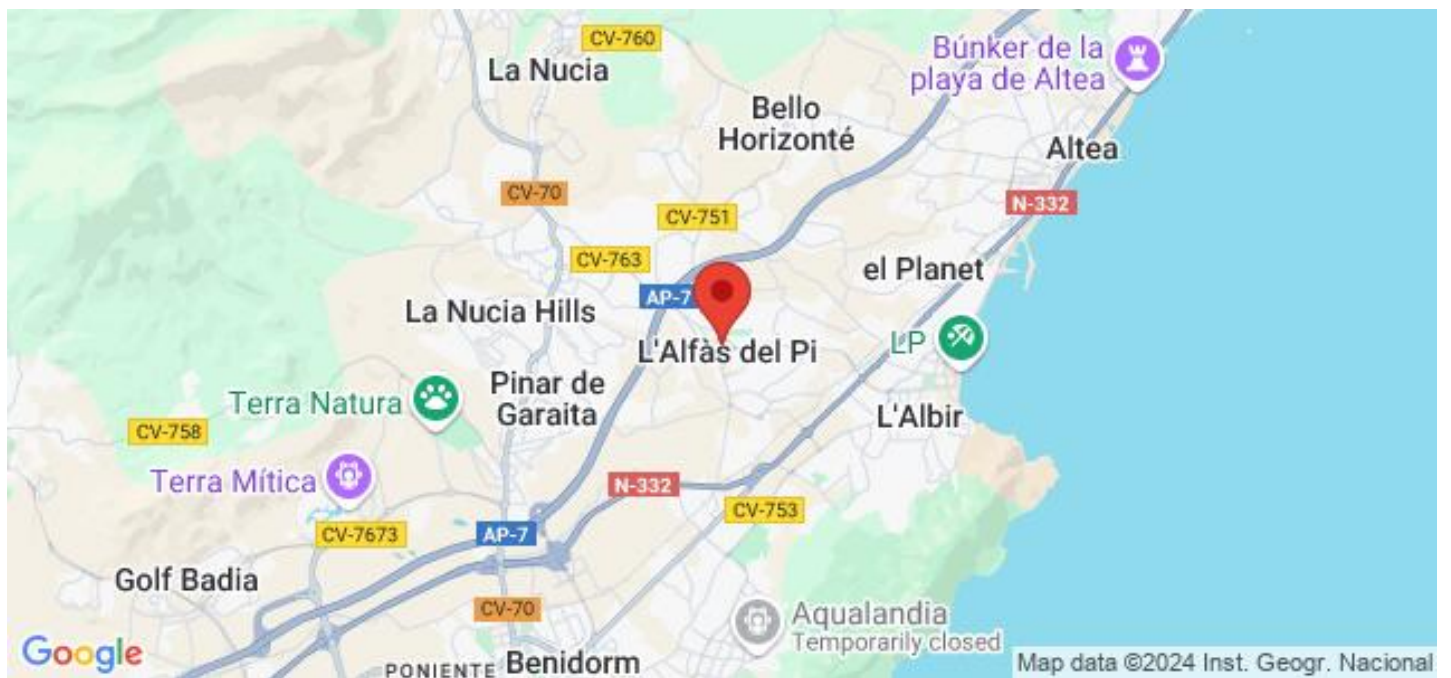 CV-760
La Nucia
Búnker de la
playa de Altea
Bello
Horizonté
Altea
CV-70
N-332
CV-751
CV-763
el Planet
AP-7
La Nucia Hills
L'Alfàs del Pi
LP
Pinar de
Garaita
Terra Natura
L'Albir
CV-758
Terra Mítica
N-332
CV-753
CV-7673
AP-7
Golf Badia
CV-70
Aqualandia
Temporarily closed
Google
PONIENTE
Benidorm
Map data ©2024 Inst. Geogr. Nacional